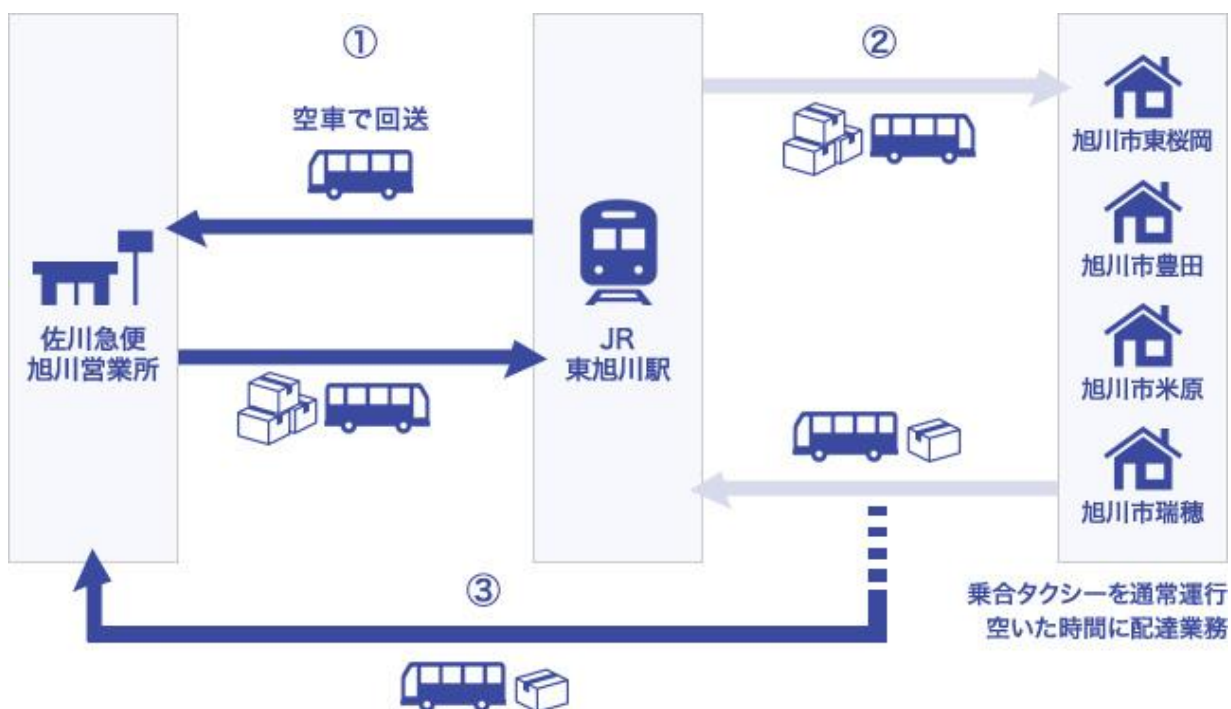 ①
②
空車で回送
旭川市東桜岡
旭川市豊田
佐川急便
旭川営業所
JR
東旭川駅
旭川市米原
旭川市瑞穂
③
乗合タクシーを通常運行
空いた時間に配達業務